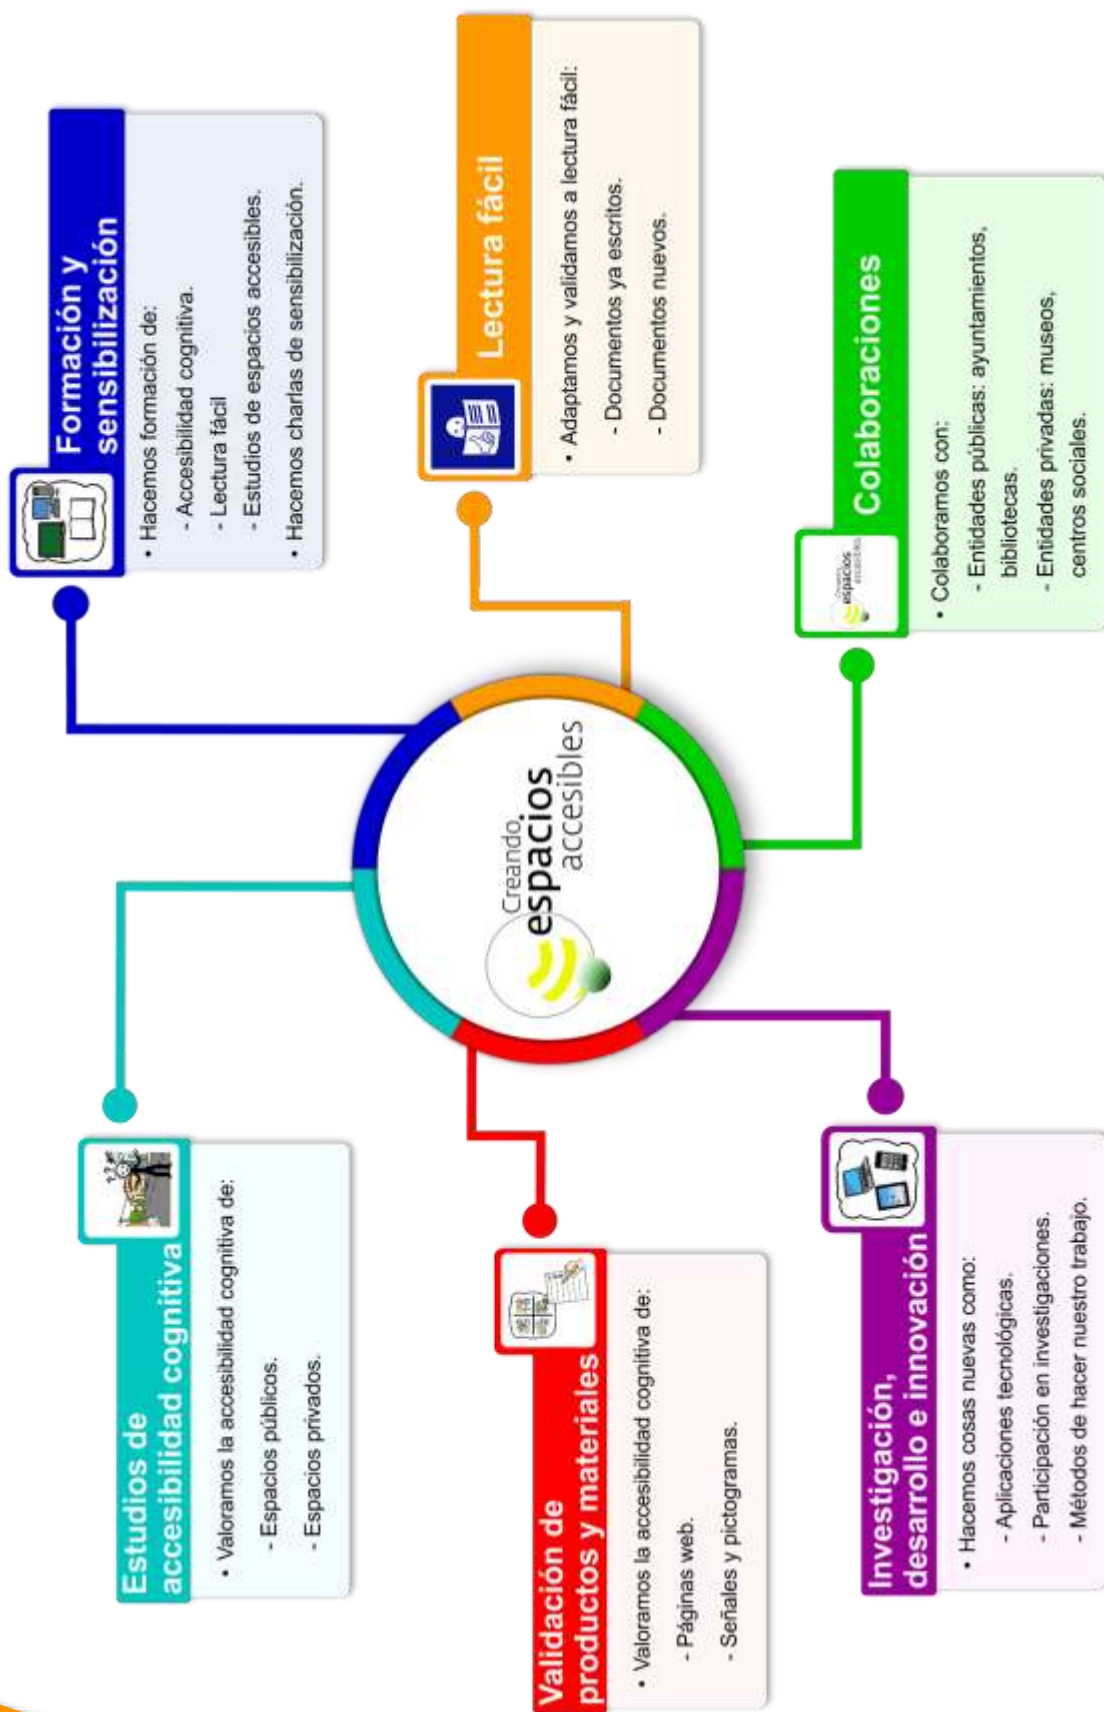 Creando
espacios
accesibles
Estudios de
accesibilidad cognitiva
• Valoramos la accesibilidad cognitiva de:
- Espacios públicos.
- Espacios privados.
Formación y
sensibilización
• Hacemos formación de:
- Accesibilidad cognitiva.
- Lectura fácil
- Estudios de espacios accesibles.
• Hacemos charlas de sensibilización.
Validación de
productos y materiales
• Valoramos la accesibilidad cognitiva de:
- Páginas web.
- Señales y pictogramas.
Lectura fácil
• Adaptamos y validamos a lectura fácil:
- Documentos ya escritos.
- Documentos nuevos.
Investigación,
desarrollo e innovación
• Hacemos cosas nuevas como:
- Aplicaciones tecnológicas.
- Participación en investigaciones.
- Métodos de hacer nuestro trabajo.
Creando
espacios
accesibles
Colaboraciones
• Colaboramos con:
- Entidades públicas: ayuntamientos,
bibliotecas.
- Entidades privadas: museos,
centros sociales.